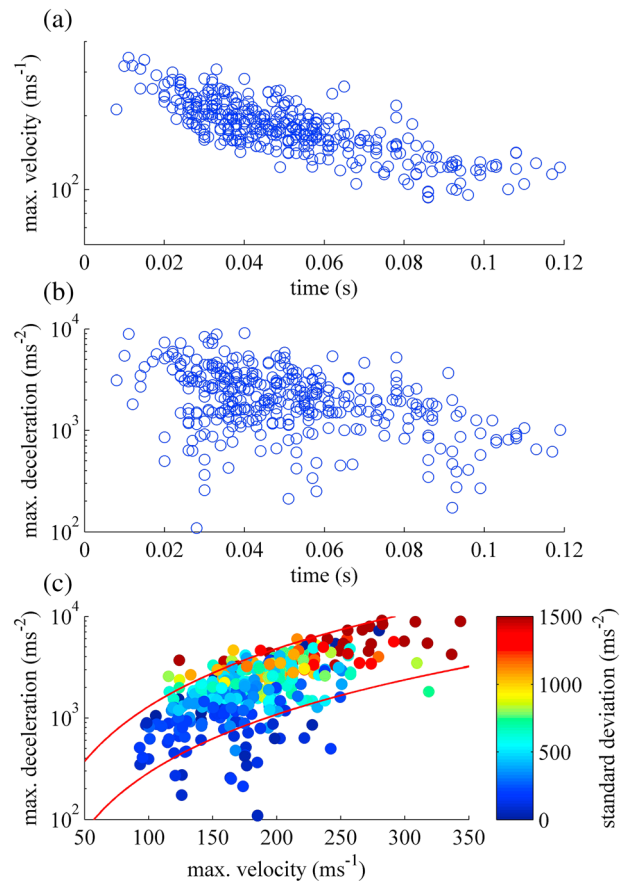 (a)
max. velocity (ms⁻¹)
10²
0 0.02 0.04 0.06 0.08 0.1 0.12
time (s)
(b)
max. deceleration (ms⁻²)
10⁴
10³
10²
0 0.02 0.04 0.06 0.08 0.1 0.12
time (s)
(c)
max. deceleration (ms⁻²)
10⁴
10³
10²
50 100 150 200 250 300 350
max. velocity (ms⁻¹)
1500
1000
500
0
standard deviation (ms⁻²)